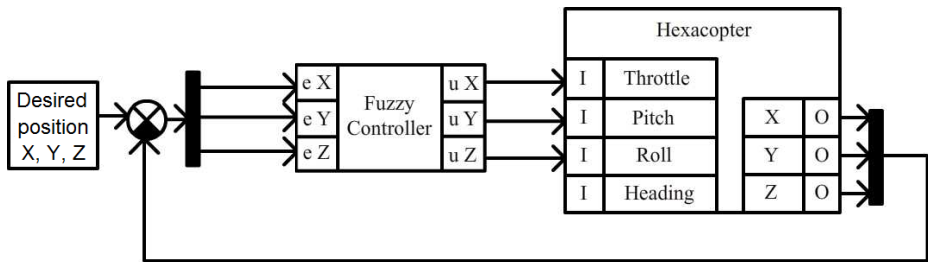 Desired
position
X, Y, Z
e X
e Y
e Z
Fuzzy
Controller
u X
u Y
u Z
Hexacopter
I Throttle
I Pitch
I Roll
I Heading
X O
Y O
Z O